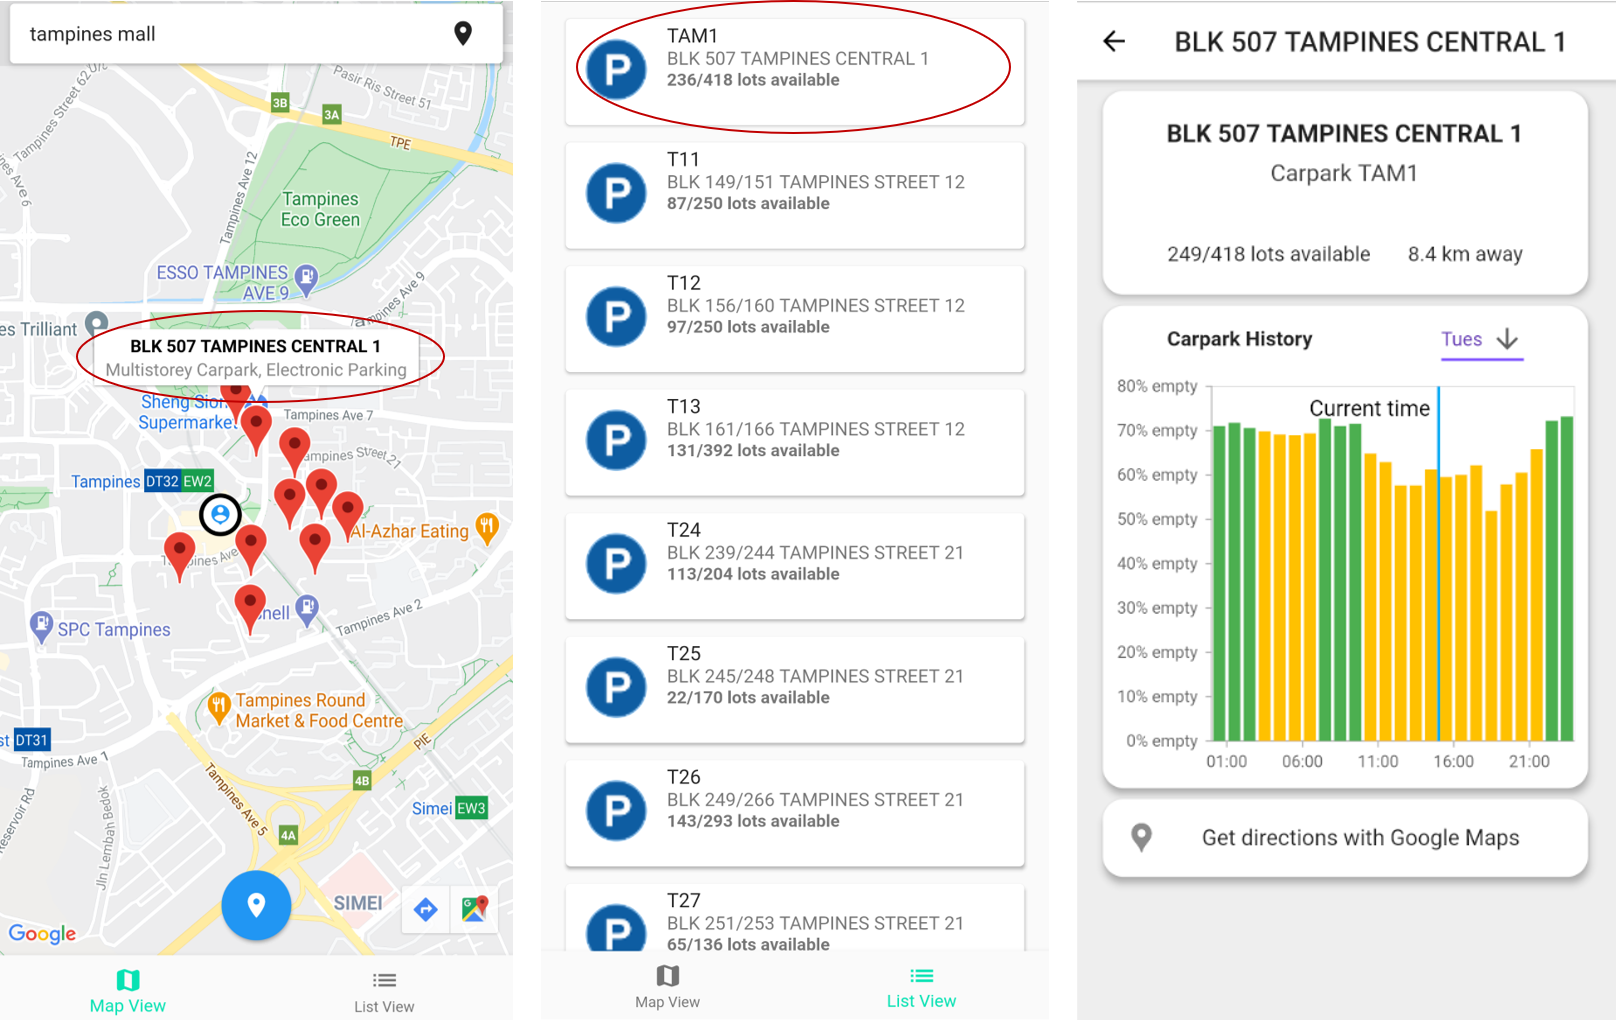 tampines mall
Tampines Street 62
Pasir Ris Street 51
3B
3A
TPE
Tampines Ave 12
Tampines
Eco Green
ESSO TAMPINES
AVE 9
Tampines Ave 9
es Trilliant
BLK 507 TAMPINES CENTRAL 1
Multistorey Carpark, Electronic Parking
Sheng Sion
Supermarket
Tampines Ave 7
ampines Street 21
Tampines DT32 EW2
Al-Azhar Eating
pines Ave
hell
Tampines Ave 2
SPC Tampines
Tampines Round
Market & Food Centre
st DT31
Tampines Ave 1
PIE
4B
Tampines Ave 5
Reservoir Rd
Jln Lembah Bedok
Simei EW3
4A
SIMEI
Google
Map View
List View
TAM1
BLK 507 TAMPINES CENTRAL 1
236/418 lots available
T11
BLK 149/151 TAMPINES STREET 12
87/250 lots available
T12
BLK 156/160 TAMPINES STREET 12
97/250 lots available
T13
BLK 161/166 TAMPINES STREET 12
131/392 lots available
T24
BLK 239/244 TAMPINES STREET 21
113/204 lots available
T25
BLK 245/248 TAMPINES STREET 21
22/170 lots available
T26
BLK 249/266 TAMPINES STREET 21
143/293 lots available
T27
BLK 251/253 TAMPINES STREET 21
65/136 lots available
P
P
P
P
P
P
P
P
Map View
List View
BLK 507 TAMPINES CENTRAL 1
BLK 507 TAMPINES CENTRAL 1
Carpark TAM1
249/418 lots available 8.4 km away
Carpark History
Tues
80% empty
Current time
70% empty
60% empty
50% empty
40% empty
30% empty
20% empty
10% empty
0% empty
01:00 06:00 11:00 16:00 21:00
Get directions with Google Maps